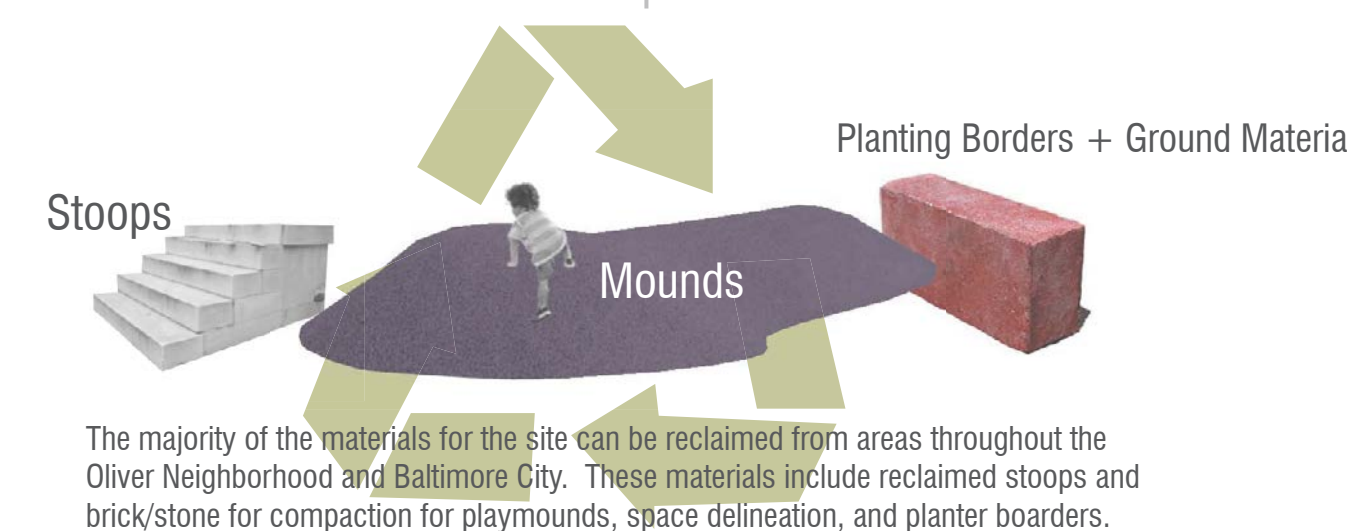 Planting Borders + Ground Materia
Stoops
Mounds
The majority of the materials for the site can be reclaimed from areas throughout the
Oliver Neighborhood and Baltimore City.  These materials include reclaimed stoops and
brick/stone for compaction for playmounds, space delineation, and planter boarders.